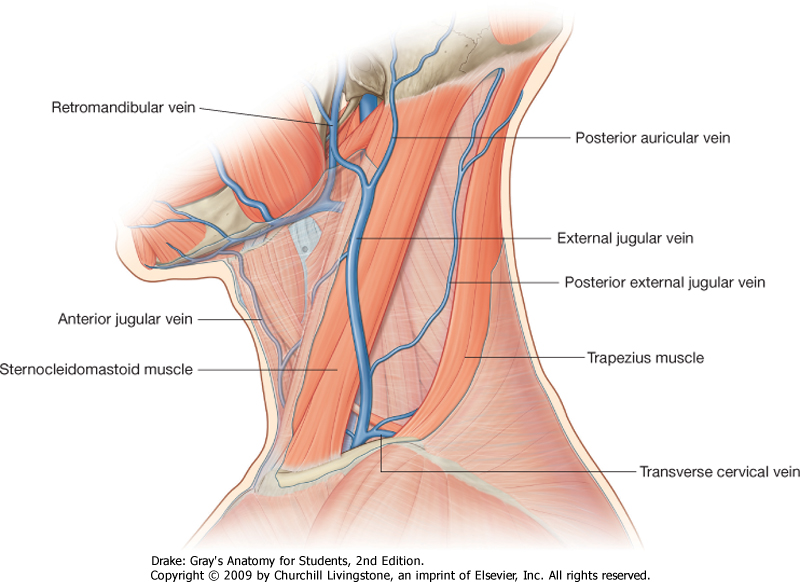 Retromandibular vein
Posterior auricular vein
External jugular vein
Posterior external jugular vein
Anterior jugular vein
Trapezius muscle
Sternocleidomastoid muscle
Transverse cervical vein
Drake: Gray's Anatomy for Students, 2nd Edition.
Copyright © 2009 by Churchill Livingstone, an imprint of Elsevier, Inc. All rights reserved.